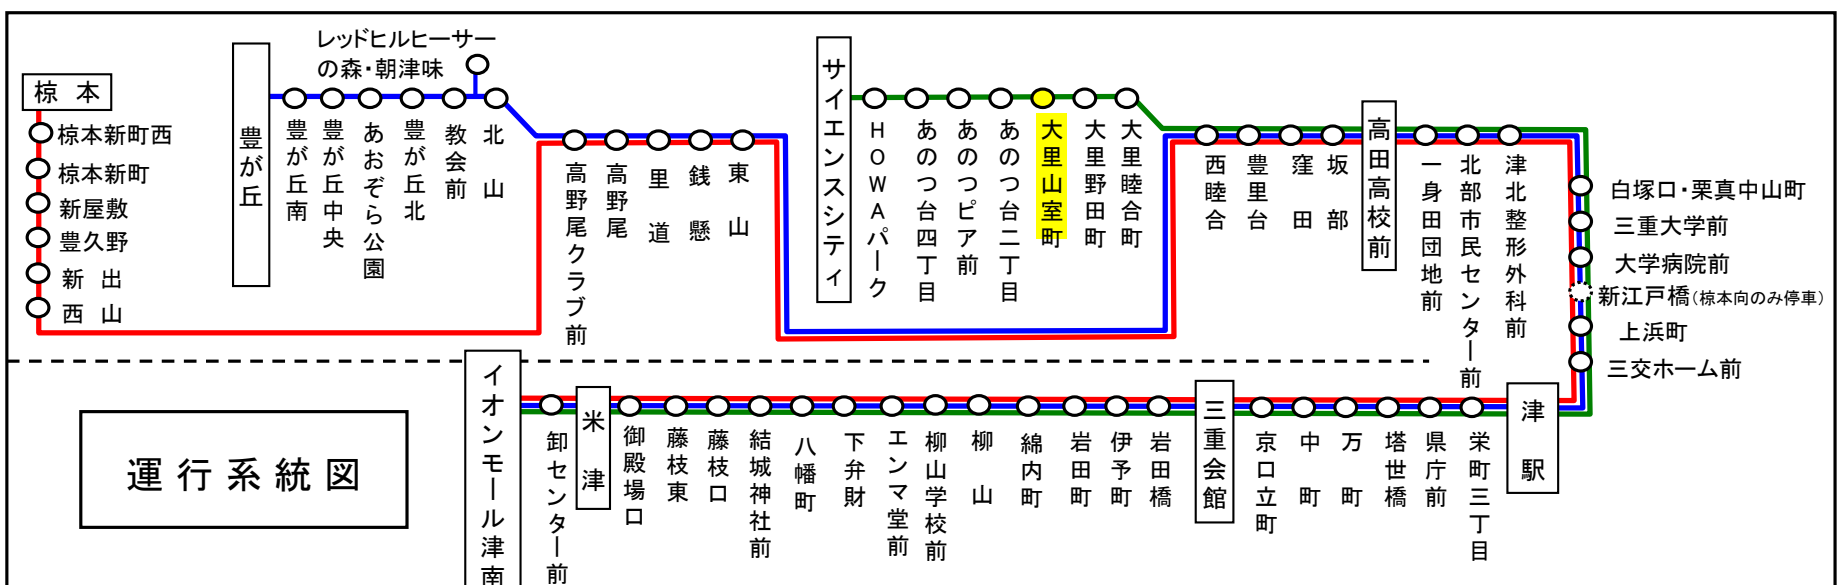 椋本
椋本新町西
椋本新町
新屋敷
豊久野
新出
西山
豊が丘
豊が丘南
豊が丘中央
あおぞら公園
豊が丘北
教会前
レッドヒルヒーサー
の森・朝津味
北山
高野尾クラブ前
高野尾
里道
銭懸
東山
サイエンスシティ
HOWAパーク
あのつ台四丁目
あのつピア前
あのつ台二丁目
大里山室町
大里野田町
大里睦合町
西睦合
豊里台
窪田
坂部
高田高校前
一身田団地前
北部市民センター前
津北整形外科前
白塚口・栗真中山町
三重大学前
大学病院前
新江戸橋(椋本向のみ停車)
上浜町
三交ホーム前
津駅
栄町三丁目
県庁前
塔世橋
万町
中町
京口立町
三重会館
岩田橋
伊予町
岩田町
綿内町
柳山
柳山学校前
エンマ堂前
下弁財
八幡町
結城神社前
藤枝口
藤枝東
御殿場口
米津
卸センター前
イオンモール津南
運行系統図